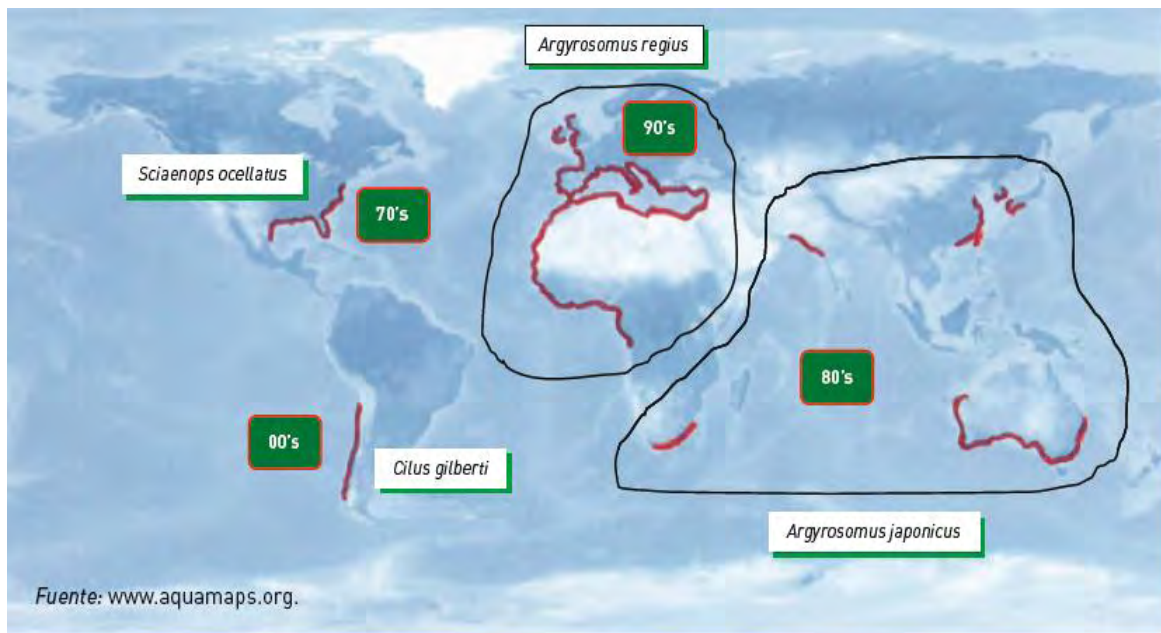 Argyrosomus regius
90's
Sciaenops ocellatus
70's
80's
00's
Cilus gilberti
Argyrosomus japonicus
Fuente: www.aquamaps.org.